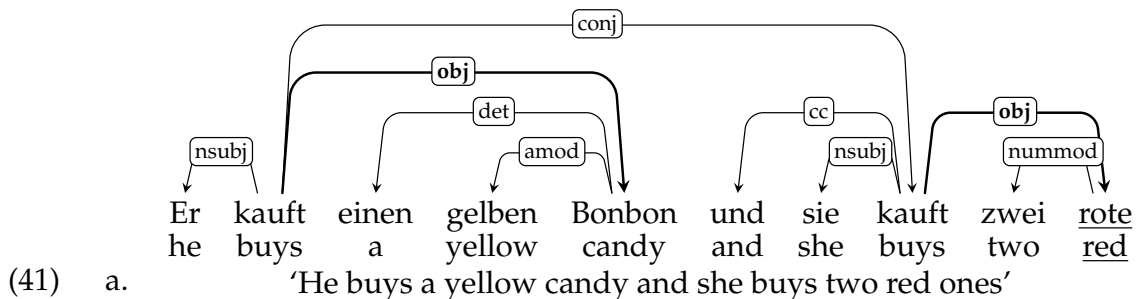 conj
obj
obj
det
cc
nsubj
amod
nsubj
nummod
Er kauft einen gelben Bonbon und sie kauft zwei rote
he buys a yellow candy and she buys two red
(41) a. ‘He buys a yellow candy and she buys two red ones’